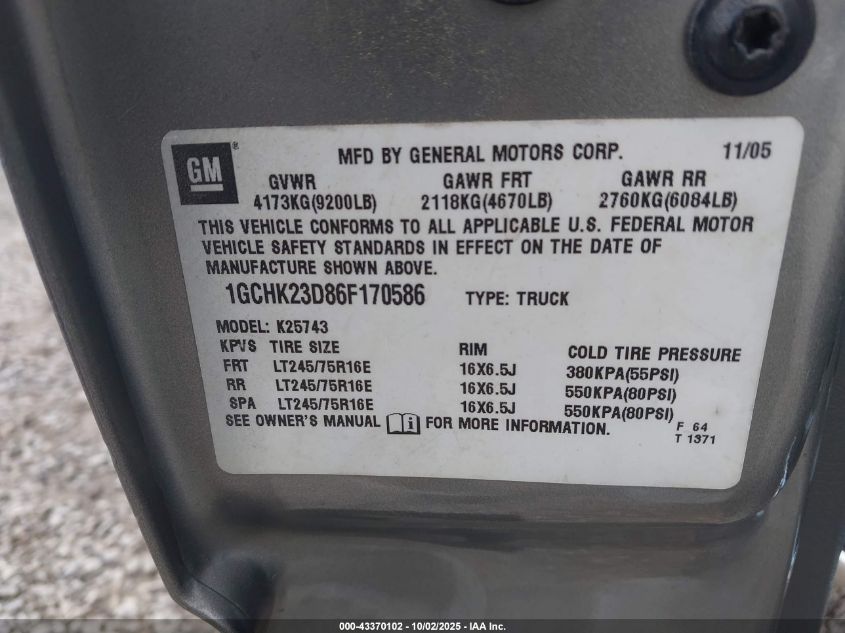 GM ® MFD BY GENERAL MOTORS CORP. 11/05
GVWR GAWR FRT GAWR RR
4173KG(9200LB) 2118KG(4670LB) 2760KG(6084LB)
THIS VEHICLE CONFORMS TO ALL APPLICABLE U.S. FEDERAL MOTOR
VEHICLE SAFETY STANDARDS IN EFFECT ON THE DATE OF
MANUFACTURE SHOWN ABOVE.
1GCHK23D86F170586 TYPE: TRUCK
MODEL: K25743
KPVS TIRE SIZE RIM COLD TIRE PRESSURE
FRT LT245/75R16E 16X6.5J 380KPA(55PSI)
RR LT245/75R16E 16X6.5J 550KPA(80PSI)
SPA LT245/75R16E 16X6.5J 550KPA(80PSI)
SEE OWNER'S MANUAL i FOR MORE INFORMATION. F 64
T 1371
000-43370102 - 10/02/2025 - IAA Inc.